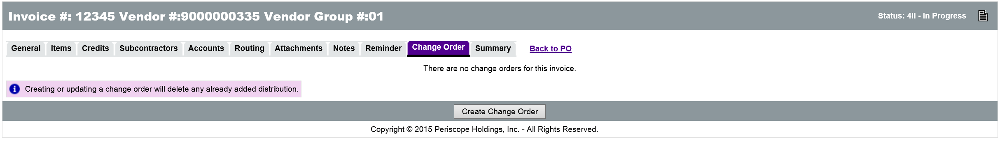 Invoice #: 12345 Vendor #:9000000335 Vendor Group #:01
Status: 4II - In Progress
General Items Credits Subcontractors Accounts Routing Attachments Notes Reminder Change Order Summary Back to PO
There are no change orders for this invoice.
Creating or updating a change order will delete any already added distribution.
Create Change Order
Copyright © 2015 Periscope Holdings, Inc. - All Rights Reserved.